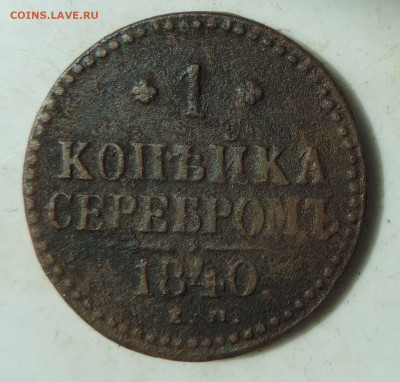 COINS.LAVE.RU
1
КОПѢЙКА
СЕРЕБРОМЪ
1840.